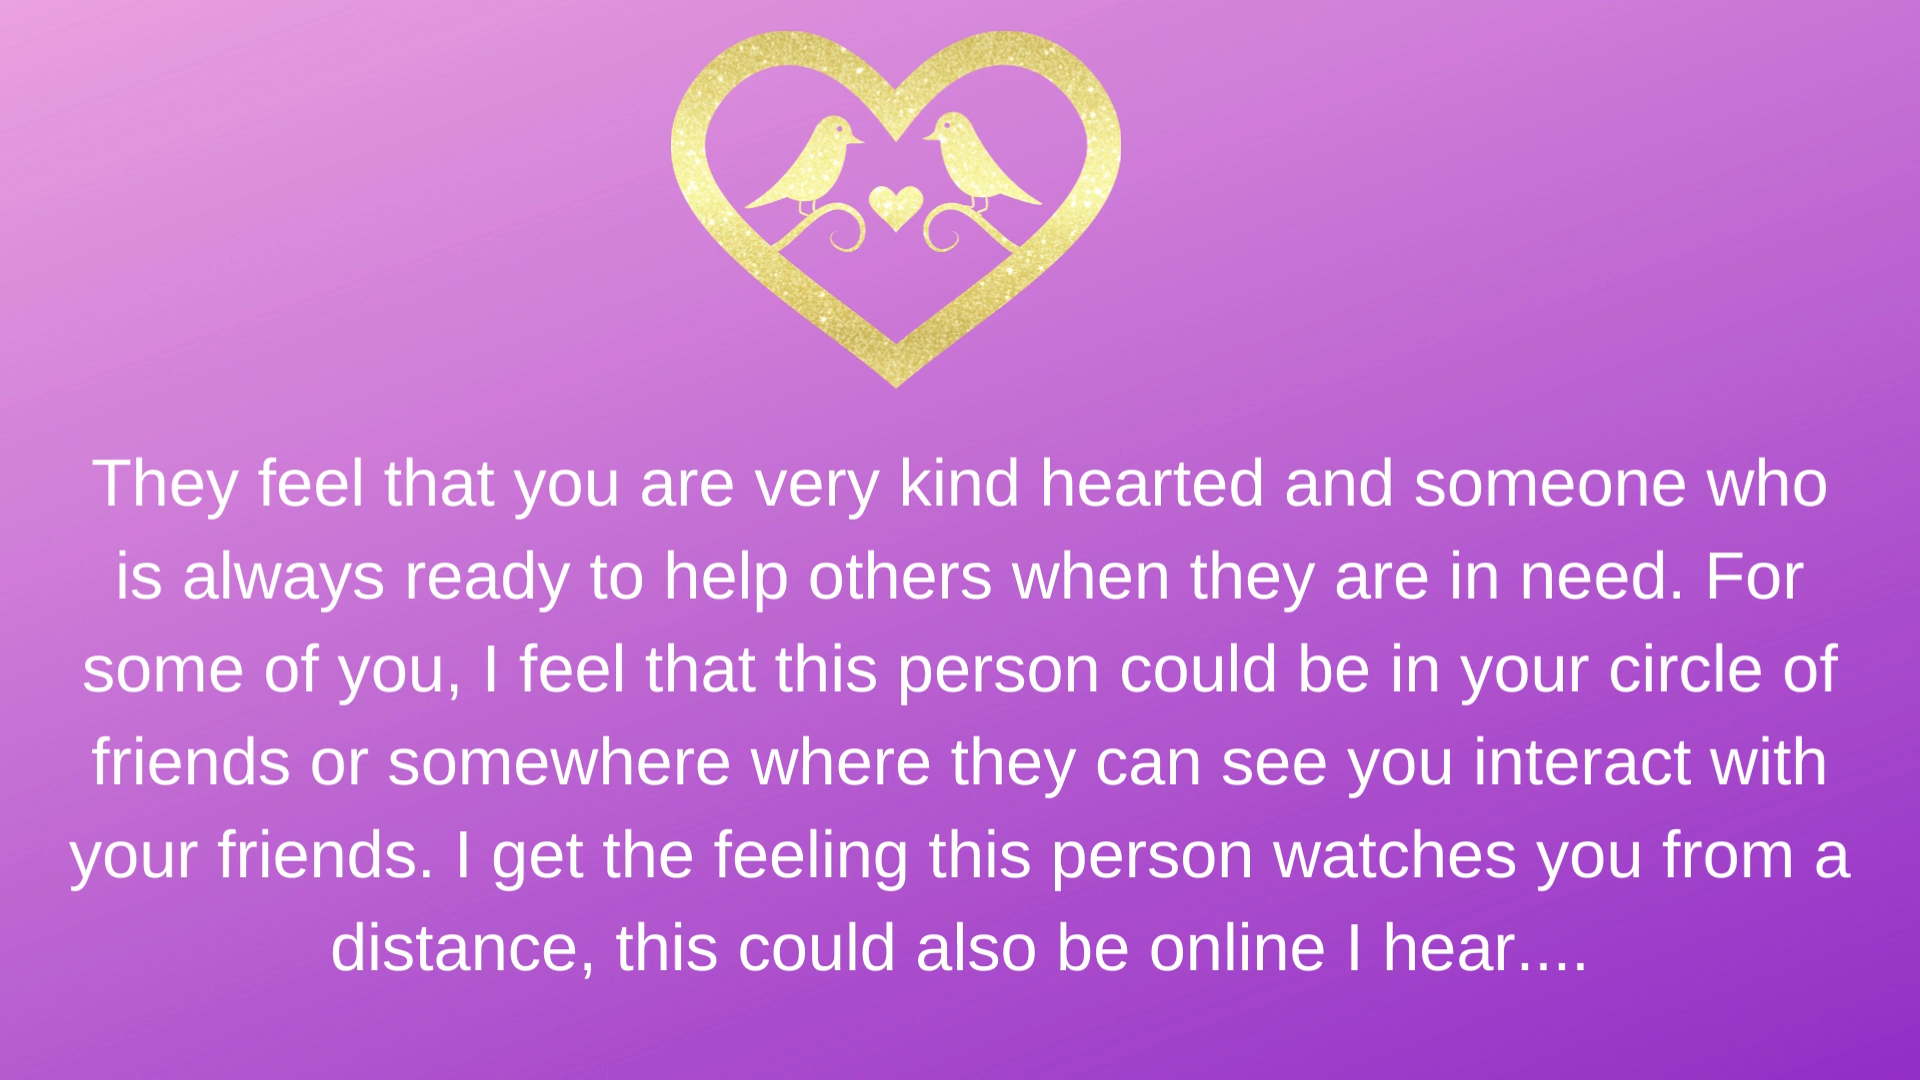 They feel that you are very kind hearted and someone who
is always ready to help others when they are in need. For
some of you, I feel that this person could be in your circle of
friends or somewhere where they can see you interact with
your friends. I get the feeling this person watches you from a
distance, this could also be online I hear....